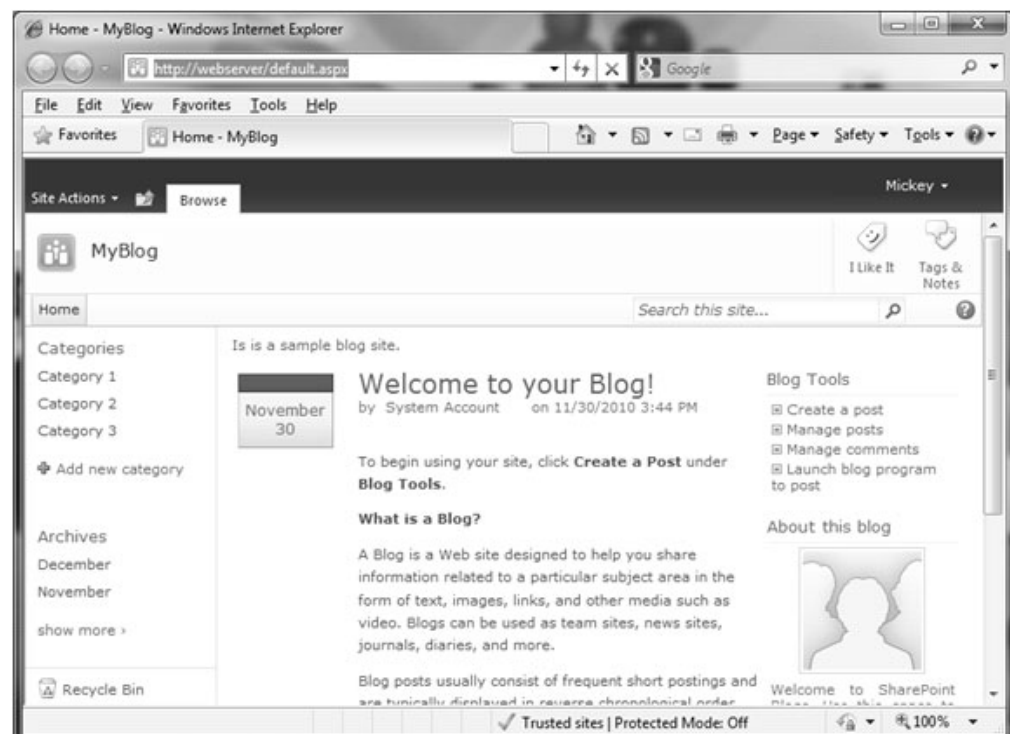 Home - MyBlog - Windows Internet Explorer
http://webserver/default.aspx
Google
File Edit View Favorites Tools Help
Favorites
Home - MyBlog
Page Safety Tools
Site Actions
Browse
Mickey
MyBlog
I Like It
Tags &
Notes
Home
Search this site...
Categories
Category 1
Category 2
Category 3
Add new category
Archives
December
November
show more ›
Recycle Bin
Is is a sample blog site.
November
30
Welcome to your Blog!
by System Account on 11/30/2010 3:44 PM
To begin using your site, click Create a Post under
Blog Tools.
What is a Blog?
A Blog is a Web site designed to help you share
information related to a particular subject area in the
form of text, images, links, and other media such as
video. Blogs can be used as team sites, news sites,
journals, diaries, and more.
Blog posts usually consist of frequent short postings and
are typically displayed in reverse chronological order
Blog Tools
Create a post
Manage posts
Manage comments
Launch blog program
to post
About this blog
Welcome to SharePoint
Trusted sites | Protected Mode: Off
100%